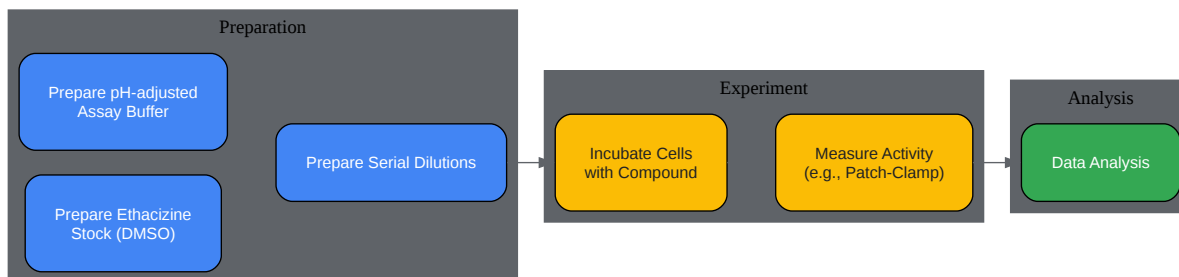 Preparation
Prepare pH-adjusted
Assay Buffer
Prepare Ethacizine
Stock (DMSO)
Prepare Serial Dilutions
Experiment
Incubate Cells
with Compound
Measure Activity
(e.g., Patch-Clamp)
Analysis
Data Analysis